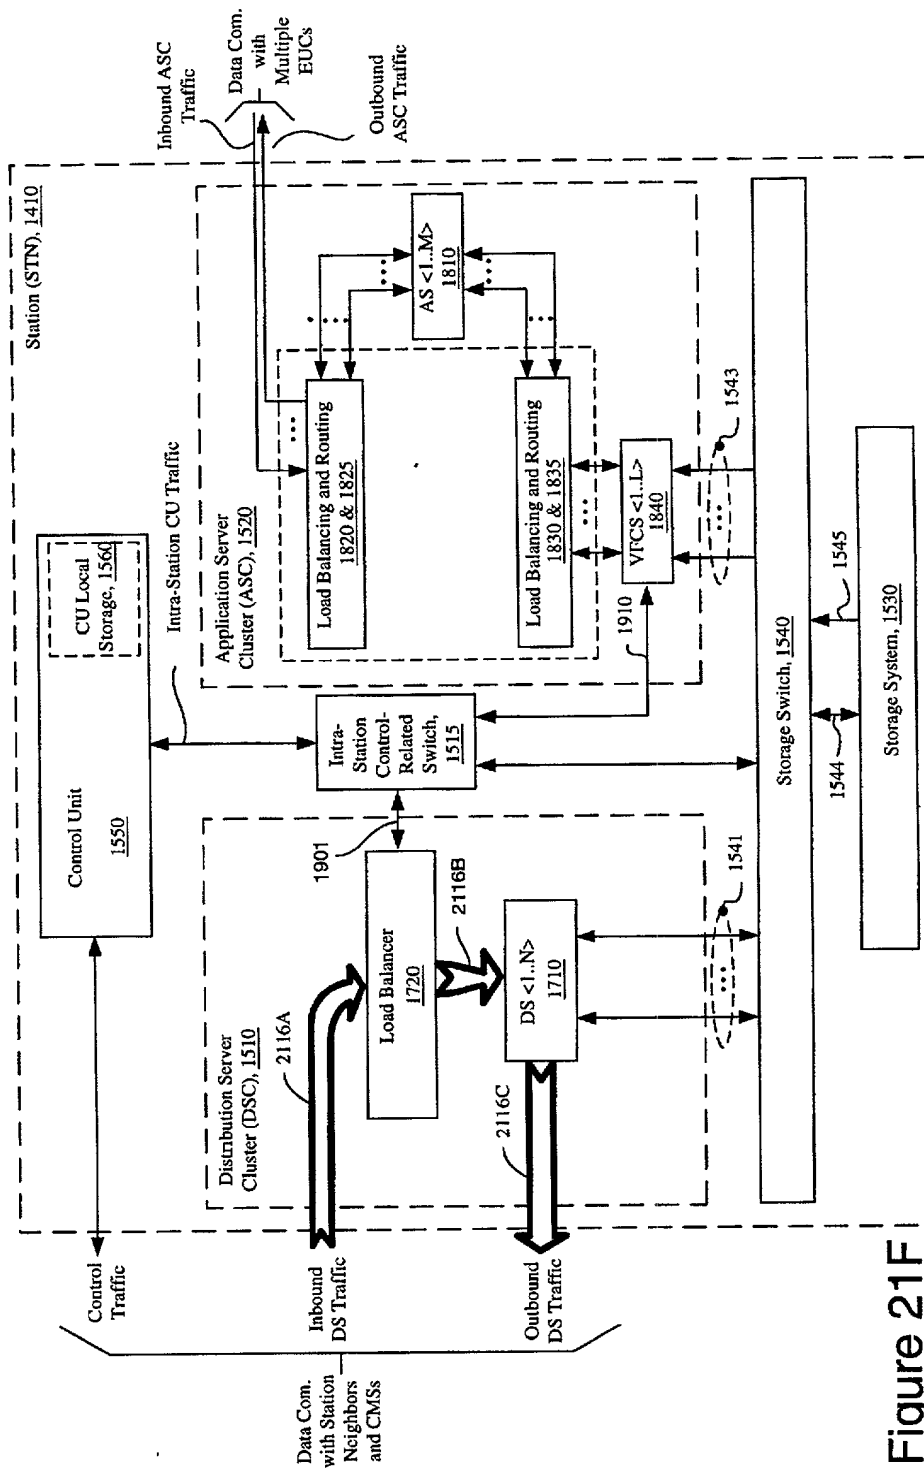 Station (STN), 1410
Control
Traffic
Control Unit
1550
CU Local
Storage, 1560
Intra-Station CU Traffic
Inbound ASC
Traffic
Data Com.
with
Multiple
EUCs
Outbound
ASC Traffic
Data Com.
with Station
Neighbors
and CMSs
Inbound
DS Traffic
Outbound
DS Traffic
Distribution Server
Cluster (DSC), 1510
2116A
Load Balancer
1720
2116B
DS <1..N>
1710
2116C
1901
Intra-
Station
Control-
Related
Switch,
1515
Application Server
Cluster (ASC), 1520
Load Balancing and Routing
1820 & 1825
AS <1..M>
1810
Load Balancing and Routing
1830 & 1835
VFCS <1..L>
1840
1910
1541
1543
Storage Switch, 1540
1544
1545
Storage System, 1530
Figure 21F